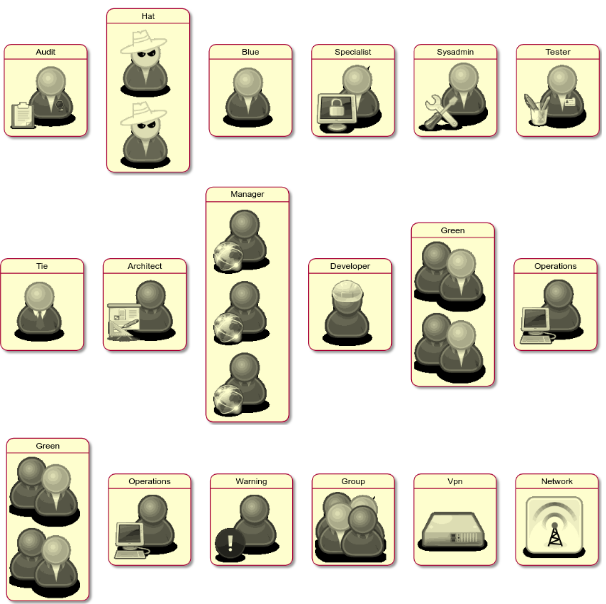 Audit
Hat
Blue
Specialist
Sysadmin
Tester
Tie
Architect
Manager
Developer
Green
Operations
Green
Operations
Warning
Group
Vpn
Network